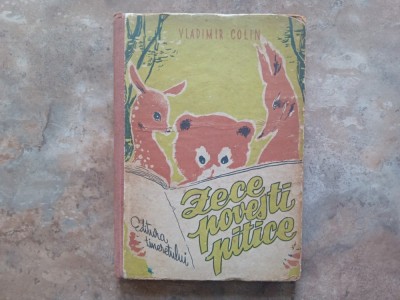 VLADIMIR COLIN
Zece
povești
pitice
Editura
tineretului